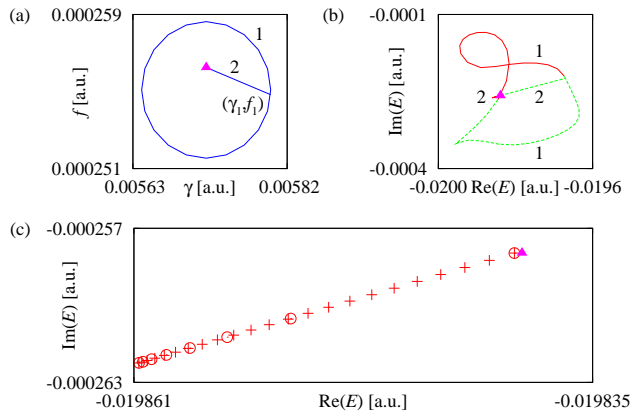 (a)
0.000259
f [a.u.]
0.000251
1
2
(γ₁,f₁)
0.00563
γ [a.u.]
0.00582
(b)
-0.0001
Im(E) [a.u.]
-0.0004
1
2
2
1
-0.0200
Re(E) [a.u.]
-0.0196
(c)
-0.000257
Im(E) [a.u.]
-0.000263
-0.019861
Re(E) [a.u.]
-0.019835